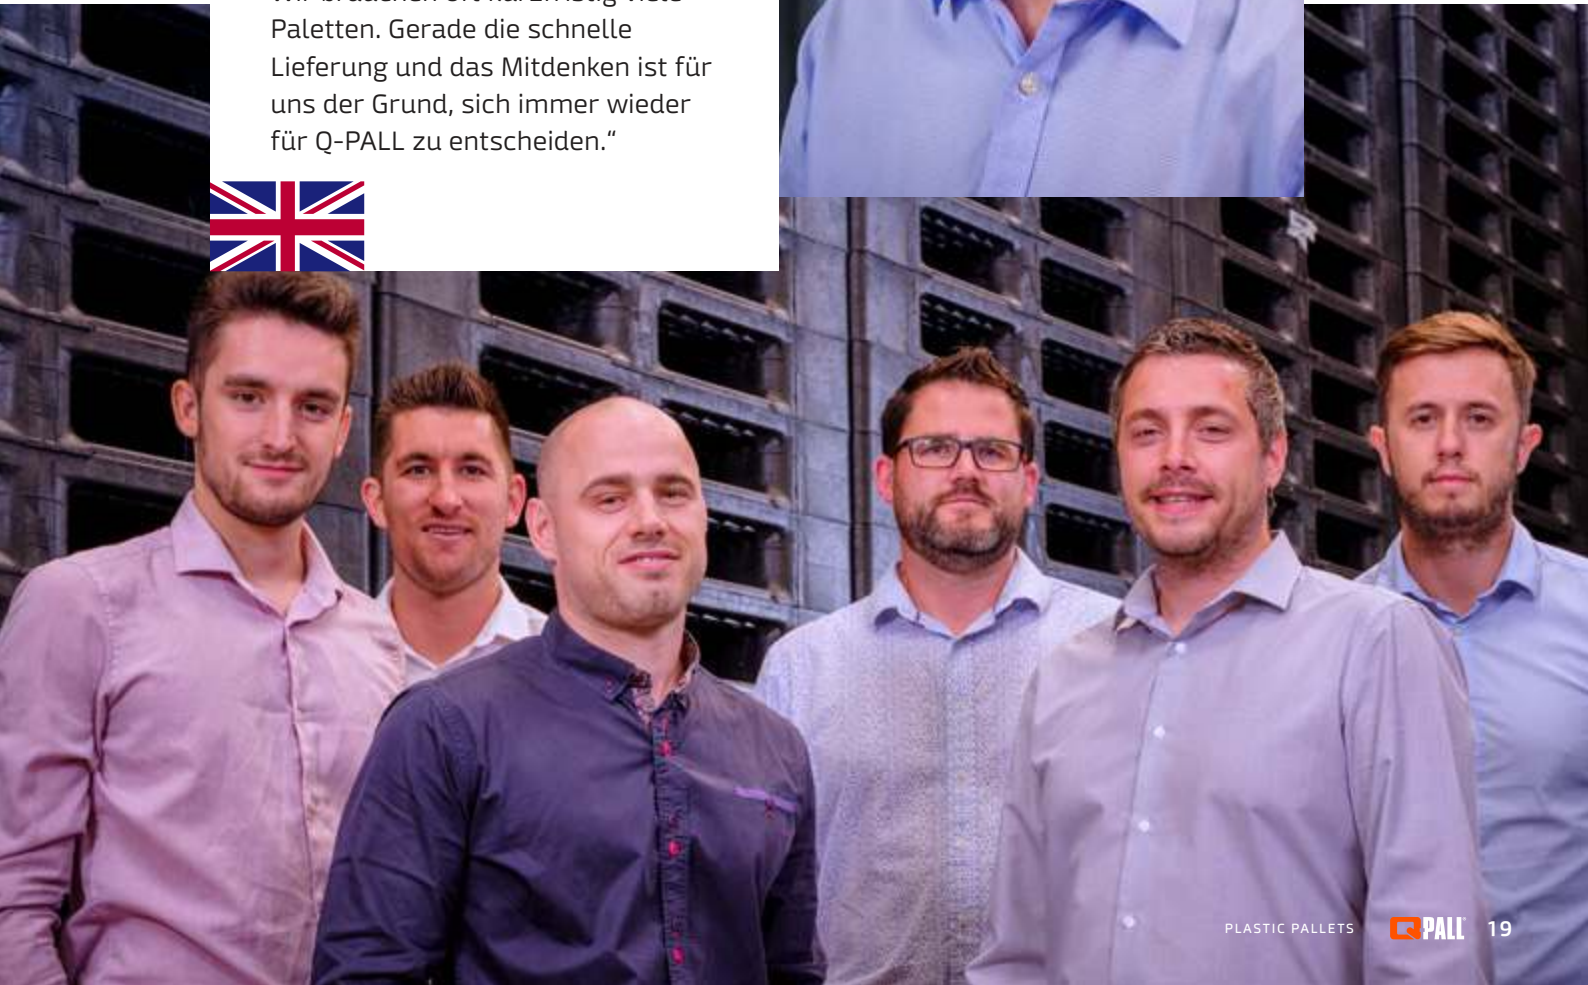 Paletten. Gerade die schnelle
Lieferung und das Mitdenken ist für
uns der Grund, sich immer wieder
für Q-PALL zu entscheiden.“
PLASTIC PALLETS
Q-PALL
19